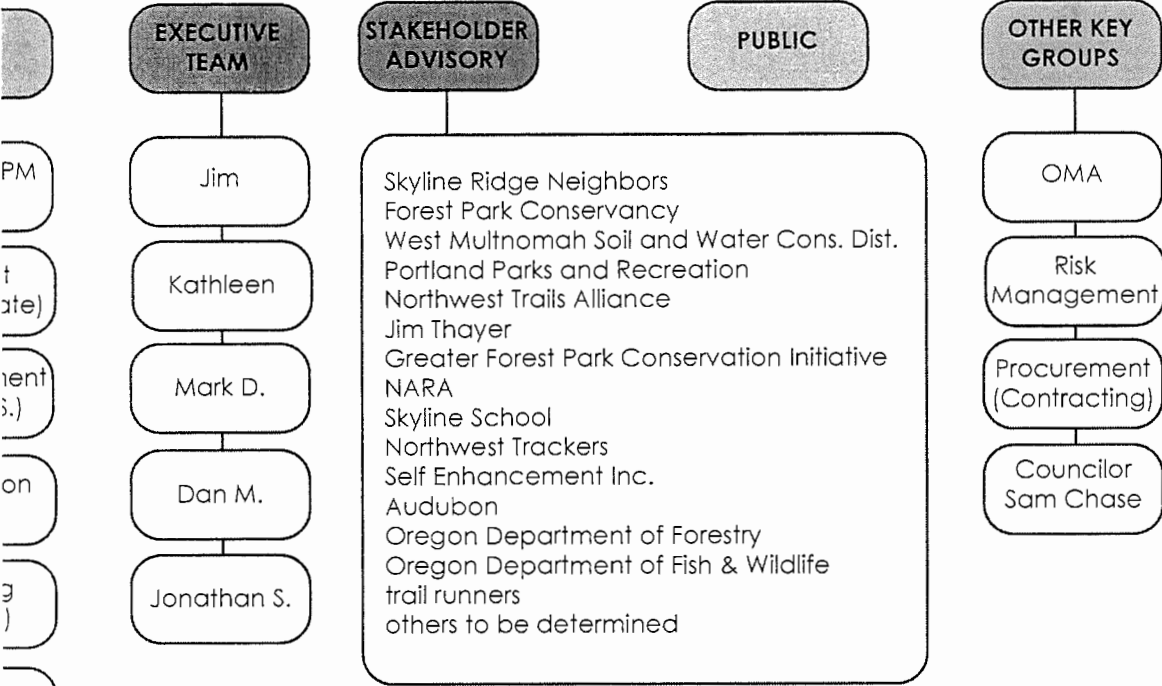 EXECUTIVE
TEAM
Jim
Kathleen
Mark D.
Dan M.
Jonathan S.
STAKEHOLDER
ADVISORY
PUBLIC
Skyline Ridge Neighbors
Forest Park Conservancy
West Multnomah Soil and Water Cons. Dist.
Portland Parks and Recreation
Northwest Trails Alliance
Jim Thayer
Greater Forest Park Conservation Initiative
NARA
Skyline School
Northwest Trackers
Self Enhancement Inc.
Audubon
Oregon Department of Forestry
Oregon Department of Fish & Wildlife
trail runners
others to be determined
OTHER KEY
GROUPS
OMA
Risk
Management
Procurement
(Contracting)
Councilor
Sam Chase
PM